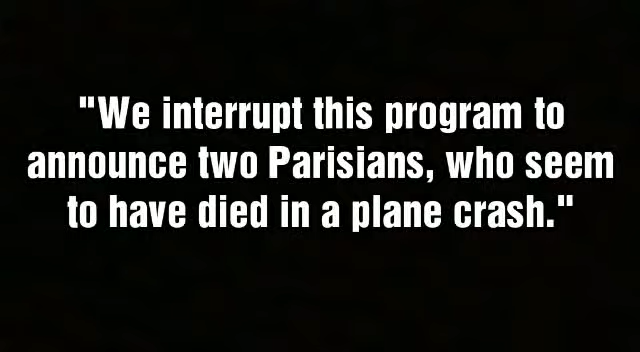 "We interrupt this program to
announce two Parisians, who seem
to have died in a plane crash."